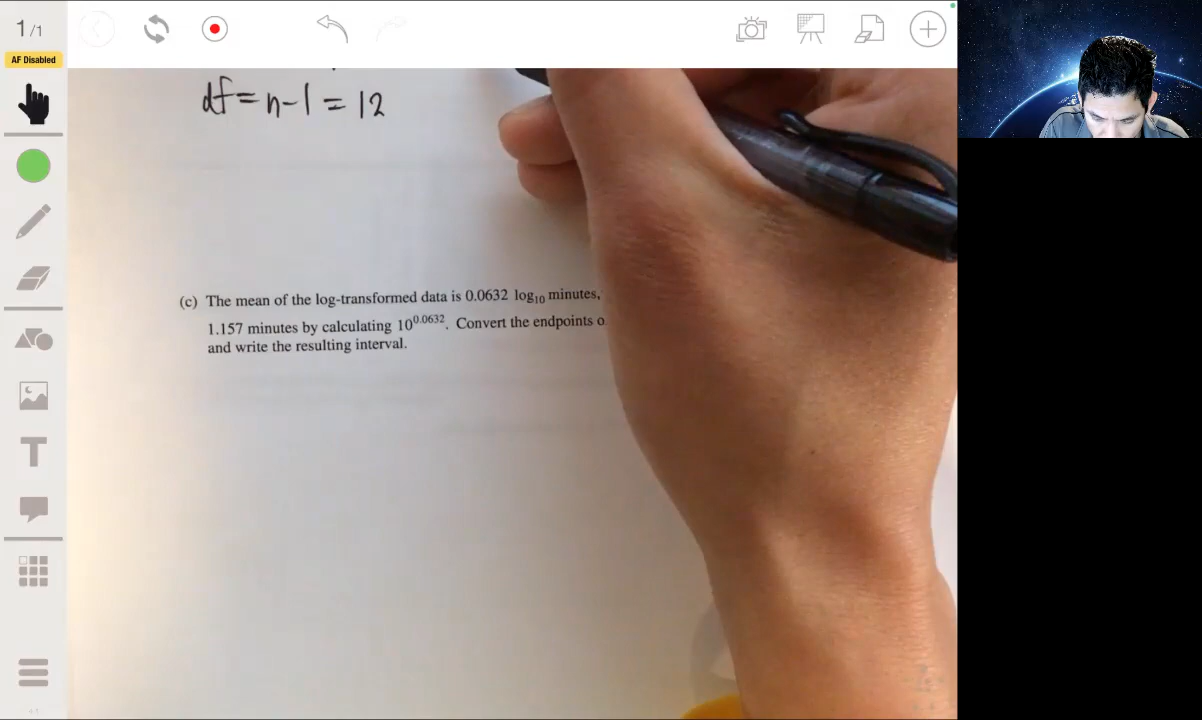 1/1
AF Disabled
df = n-1 = 12
(c) The mean of the log-transformed data is 0.0632 log₁₀ minutes,
1.157 minutes by calculating 10^0.0632. Convert the endpoints o
and write the resulting interval.
T